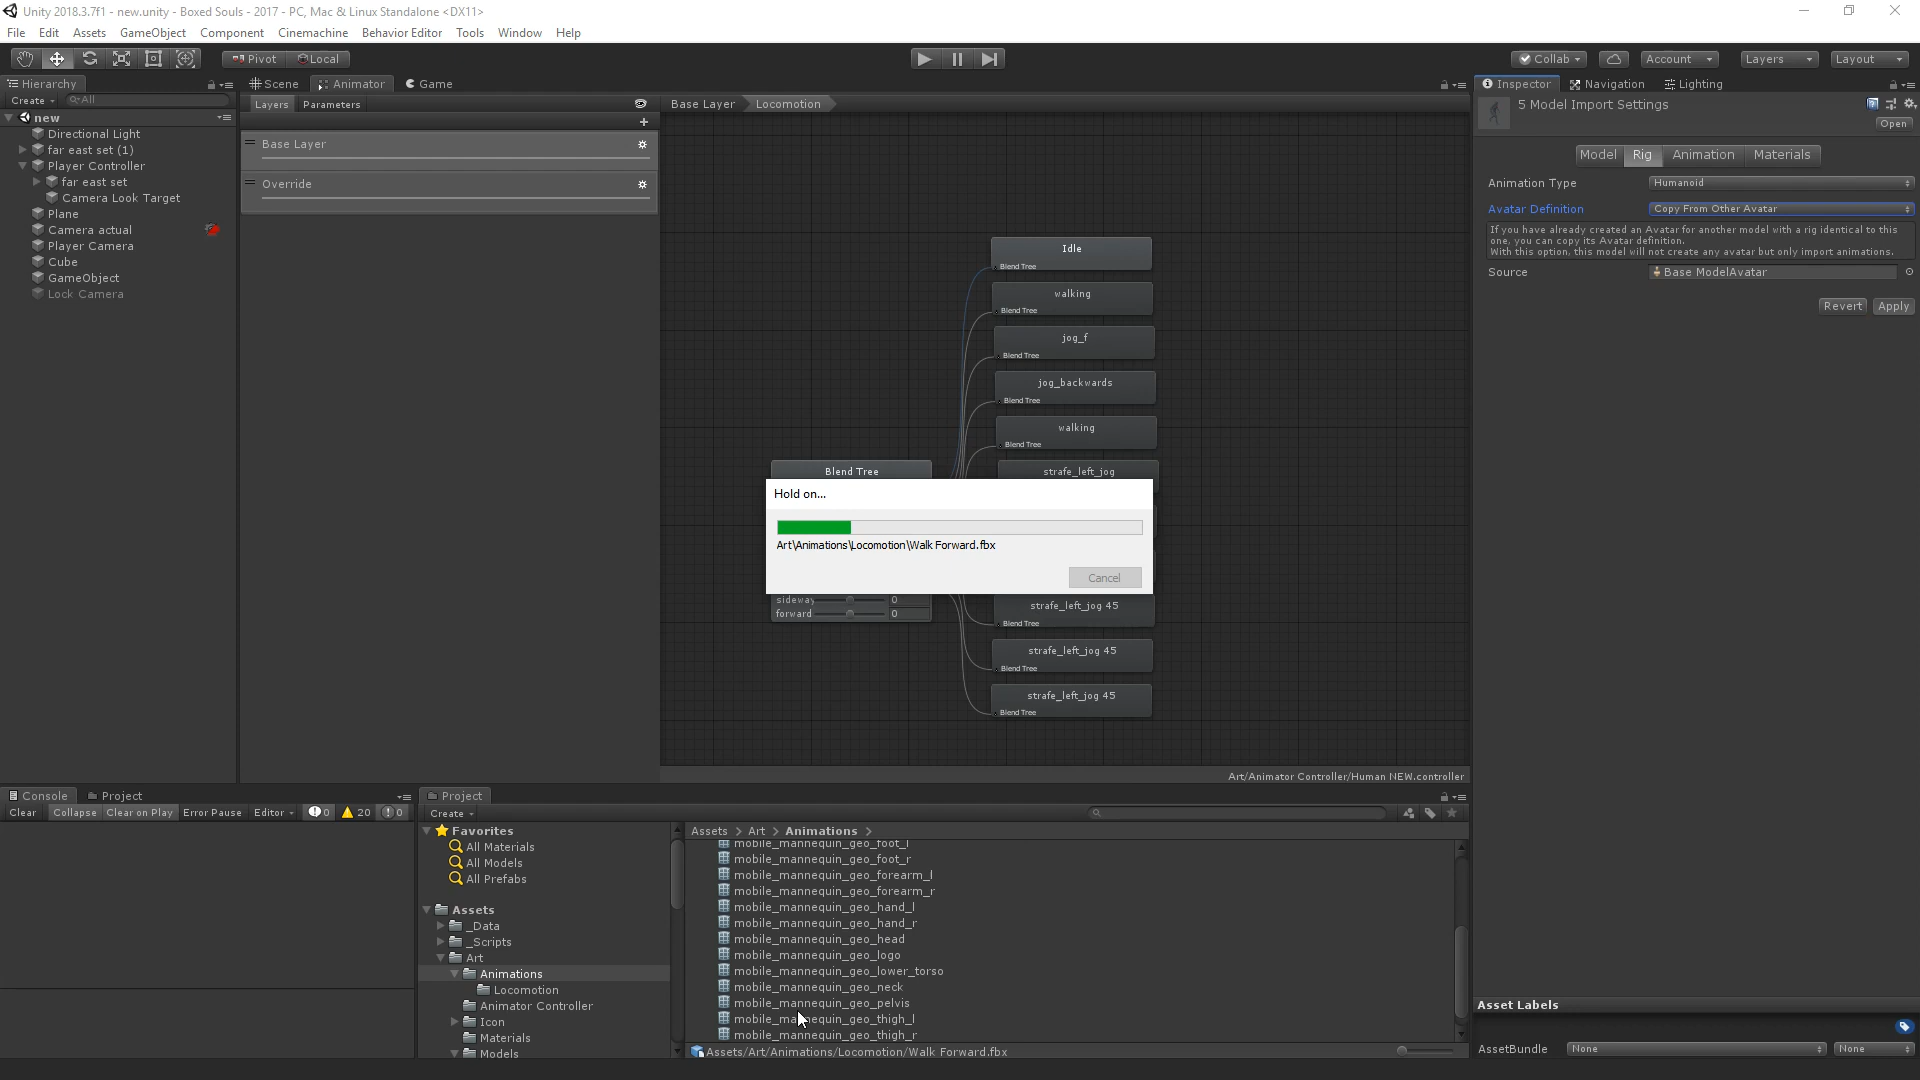 Unity 2018.3.7f1 - new.unity - Boxed Souls - 2017 - PC, Mac & Linux Standalone <DX11>
File Edit Assets GameObject Component Cinemachine Behavior Editor Tools Window Help
Pivot Local Collab Account Layers Layout
Hierarchy
Create All
new
Directional Light
far east set (1)
Player Controller
far east set
Camera Look Target
Plane
Camera actual
Player Camera
Cube
GameObject
Lock Camera
Scene Animator Game
Layers Parameters
Base Layer
Override
Base Layer Locomotion
Idle
Blend Tree
walking
Blend Tree
jog_f
Blend Tree
jog_backwards
Blend Tree
walking
Blend Tree
strafe_left_jog
Blend Tree
Hold on...
Art\Animations\Locomotion\Walk Forward.fbx
Cancel
sideway 0
forward 0
strafe_left_jog 45
Blend Tree
strafe_left_jog 45
Blend Tree
strafe_left_jog 45
Blend Tree
Art/Animator Controller/Human NEW.controller
Inspector Navigation Lighting
5 Model Import Settings
Open
Model Rig Animation Materials
Animation Type Humanoid
Avatar Definition Copy From Other Avatar
If you have already created an Avatar for another model with a rig identical to this
one, you can copy its Avatar definition.
With this option, this model will not create any avatar but only import animations.
Source Base ModelAvatar
Revert Apply
Console Project
Clear Collapse Clear on Play Error Pause Editor 0 20 0
Project
Create
Favorites
All Materials
All Models
All Prefabs
Assets
_Data
_Scripts
Art
Animations
Locomotion
Animator Controller
Icon
Materials
Models
Assets > Art > Animations >
mobile_mannequin_geo_foot_l
mobile_mannequin_geo_foot_r
mobile_mannequin_geo_forearm_l
mobile_mannequin_geo_forearm_r
mobile_mannequin_geo_hand_l
mobile_mannequin_geo_hand_r
mobile_mannequin_geo_head
mobile_mannequin_geo_logo
mobile_mannequin_geo_lower_torso
mobile_mannequin_geo_neck
mobile_mannequin_geo_pelvis
mobile_mannequin_geo_thigh_l
mobile_mannequin_geo_thigh_r
Assets/Art/Animations/Locomotion/Walk Forward.fbx
Asset Labels
AssetBundle None None